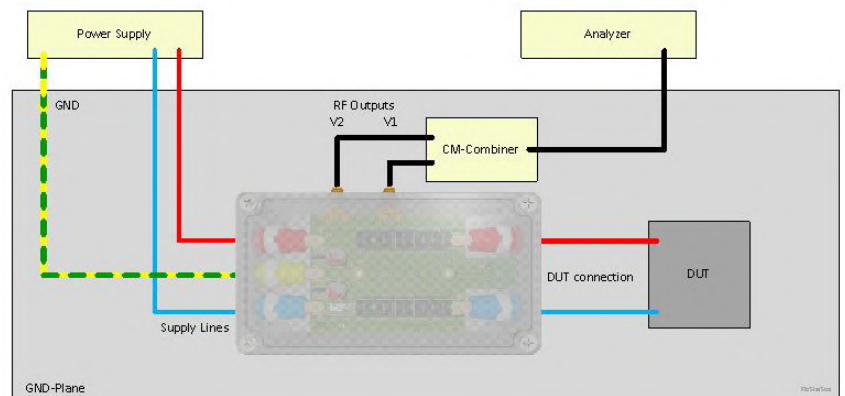 Power Supply
Analyzer
GND
RF Outputs
V2 V1
CM-Combiner
DUT connection
DUT
Supply Lines
GND-Plane